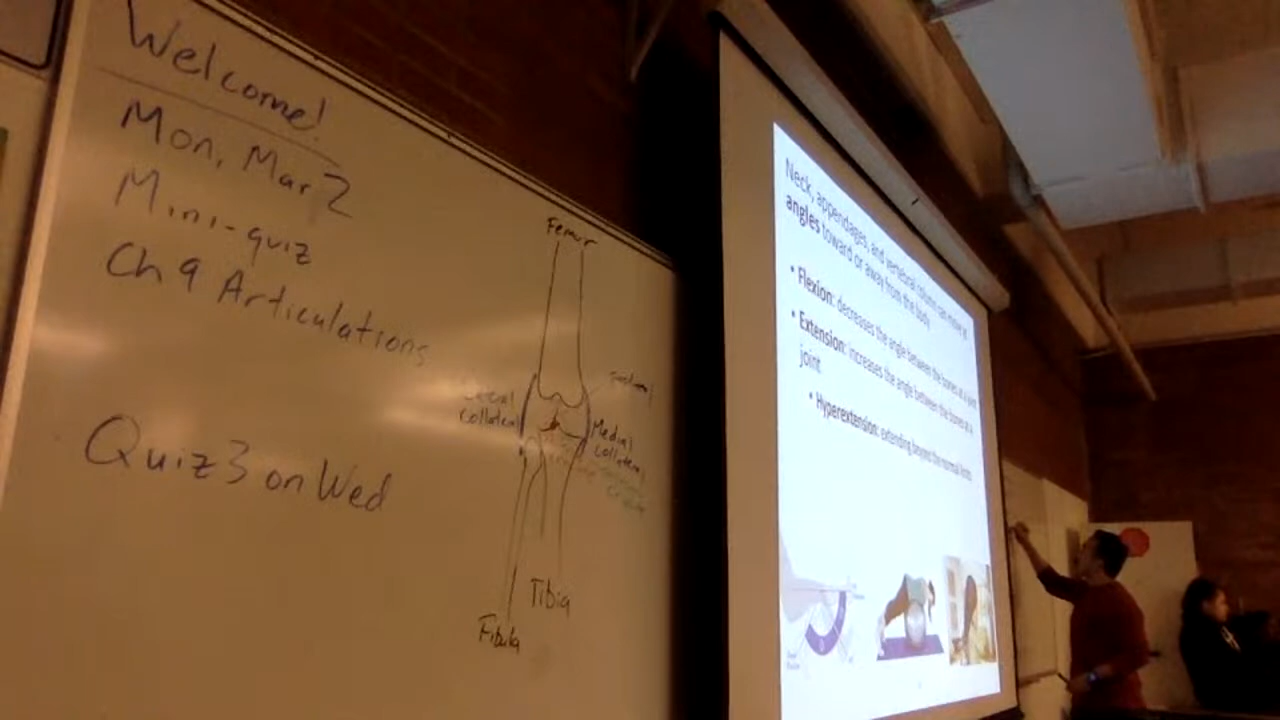 Welcome!
Mon, Mar 2
Mini-quiz
Ch 9 Articulations
Quiz 3 on Wed
Femur
collateral
Medial
collateral
Tibia
Fibula
Neck, appendages, and vertebral column can move at
angles toward or away from the body
• Flexion: decreases the angle between the bones at a joint
• Extension: increases the angle between the bones at a
joint
• Hyperextension: extending beyond the normal limits